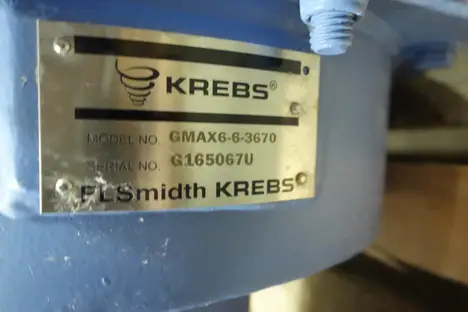 KREBS®
MODEL NO. GMAX6-6-3670
SERIAL NO. G165067U
FLSmidth KREBS